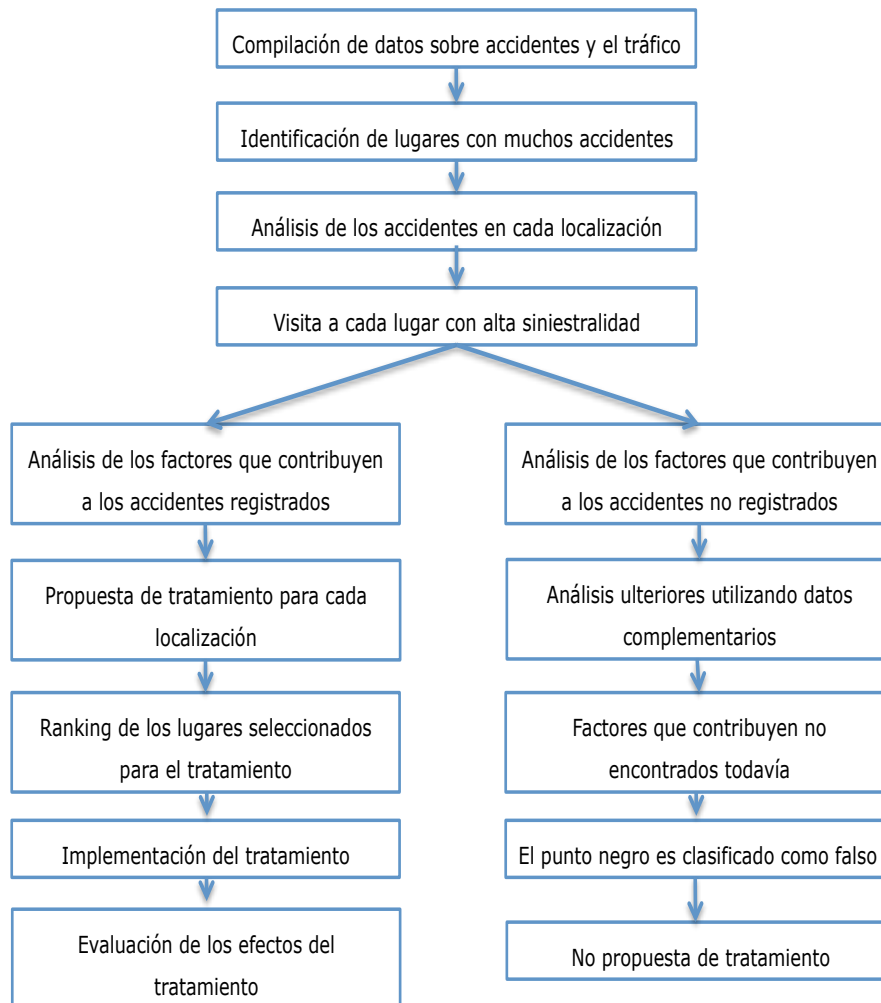 Compilación de datos sobre accidentes y el tráfico
Identificación de lugares con muchos accidentes
Análisis de los accidentes en cada localización
Visita a cada lugar con alta siniestralidad
Análisis de los factores que contribuyen
a los accidentes registrados
Propuesta de tratamiento para cada
localización
Ranking de los lugares seleccionados
para el tratamiento
Implementación del tratamiento
Evaluación de los efectos del
tratamiento
Análisis de los factores que contribuyen
a los accidentes no registrados
Análisis ulteriores utilizando datos
complementarios
Factores que contribuyen no
encontrados todavía
El punto negro es clasificado como falso
No propuesta de tratamiento